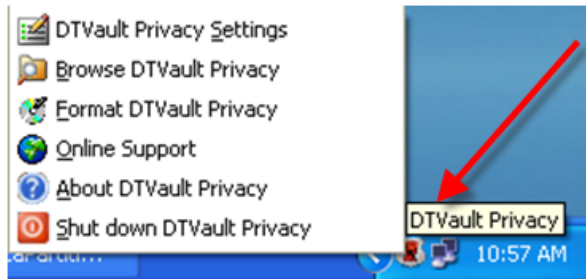 DTVault Privacy Settings
Browse DTVault Privacy
Format DTVault Privacy
Online Support
About DTVault Privacy
Shut down DTVault Privacy
DTVault Privacy
10:57 AM